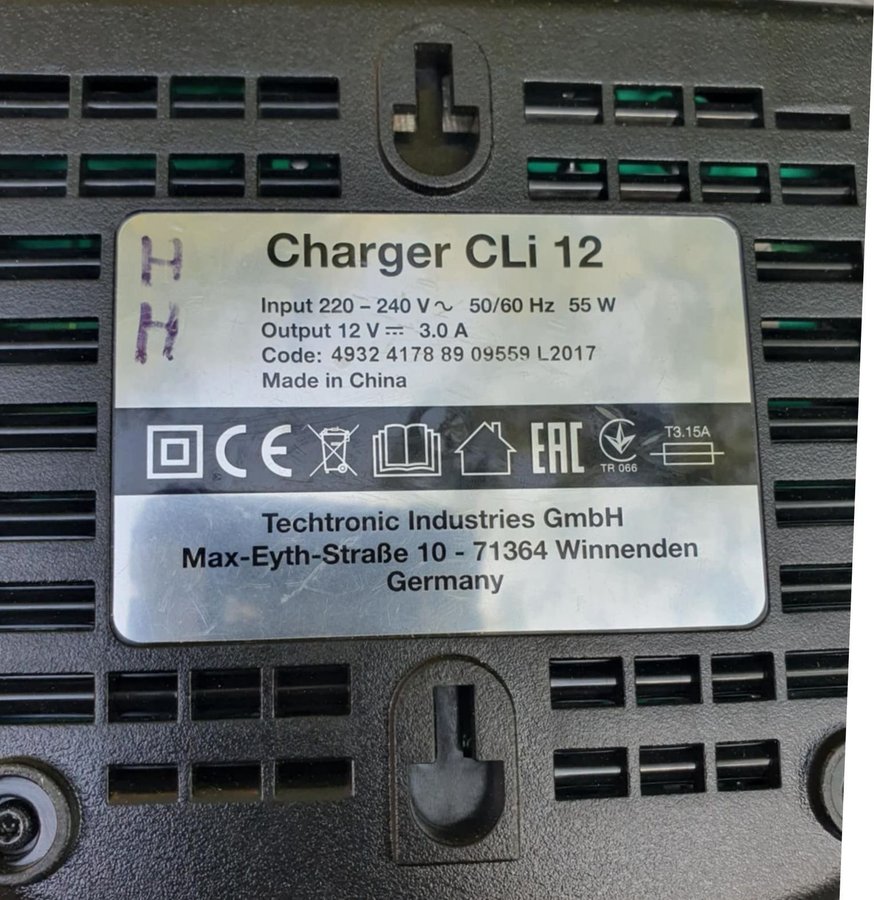 H
H
Charger CLi 12
Input 220 – 240 V ~ 50/60 Hz 55 W
Output 12 V ⎓ 3.0 A
Code: 4932 4178 89 09559 L2017
Made in China
CE
EAC
TR 066
T3.15A
Techtronic Industries GmbH
Max-Eyth-Straße 10 - 71364 Winnenden
Germany